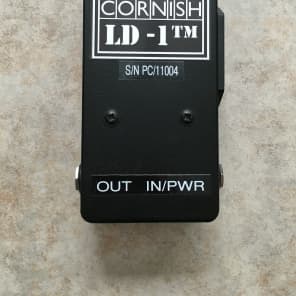 CORNISH
LD -1™
S/N PC/11004
OUT IN/PWR